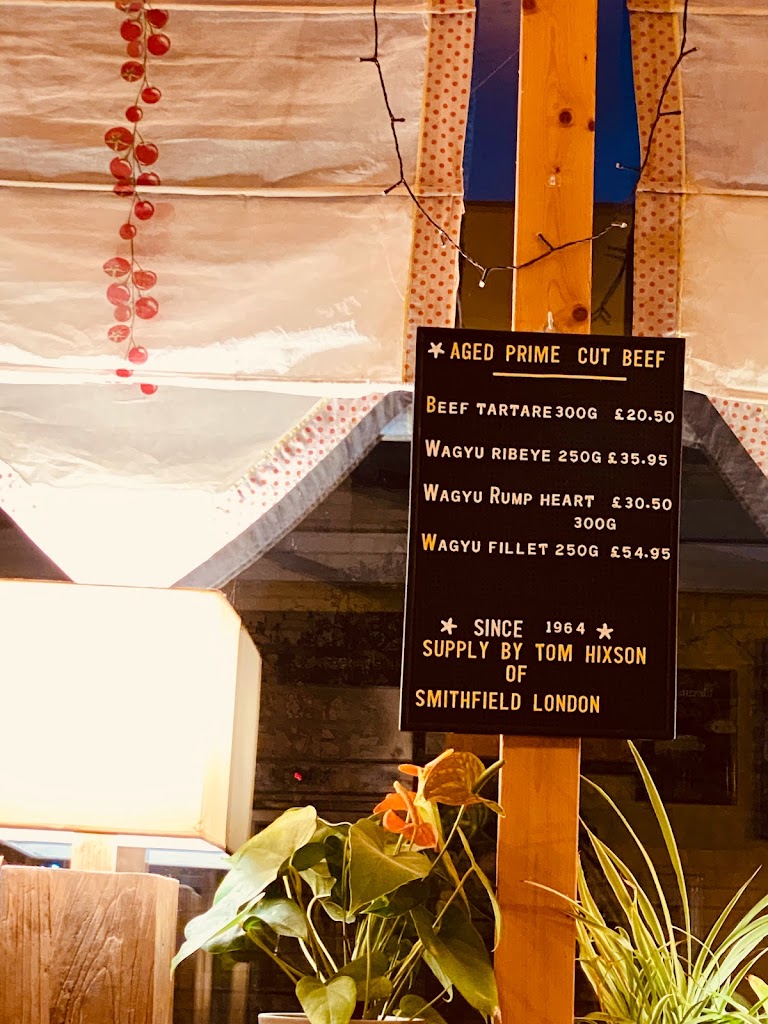 * AGED PRIME CUT BEEF
BEEF TARTARE 300G £20.50
WAGYU RIBEYE 250G £35.95
WAGYU RUMP HEART £30.50
300G
WAGYU FILLET 250G £54.95
* SINCE 1964 *
SUPPLY BY TOM HIXSON
OF
SMITHFIELD LONDON